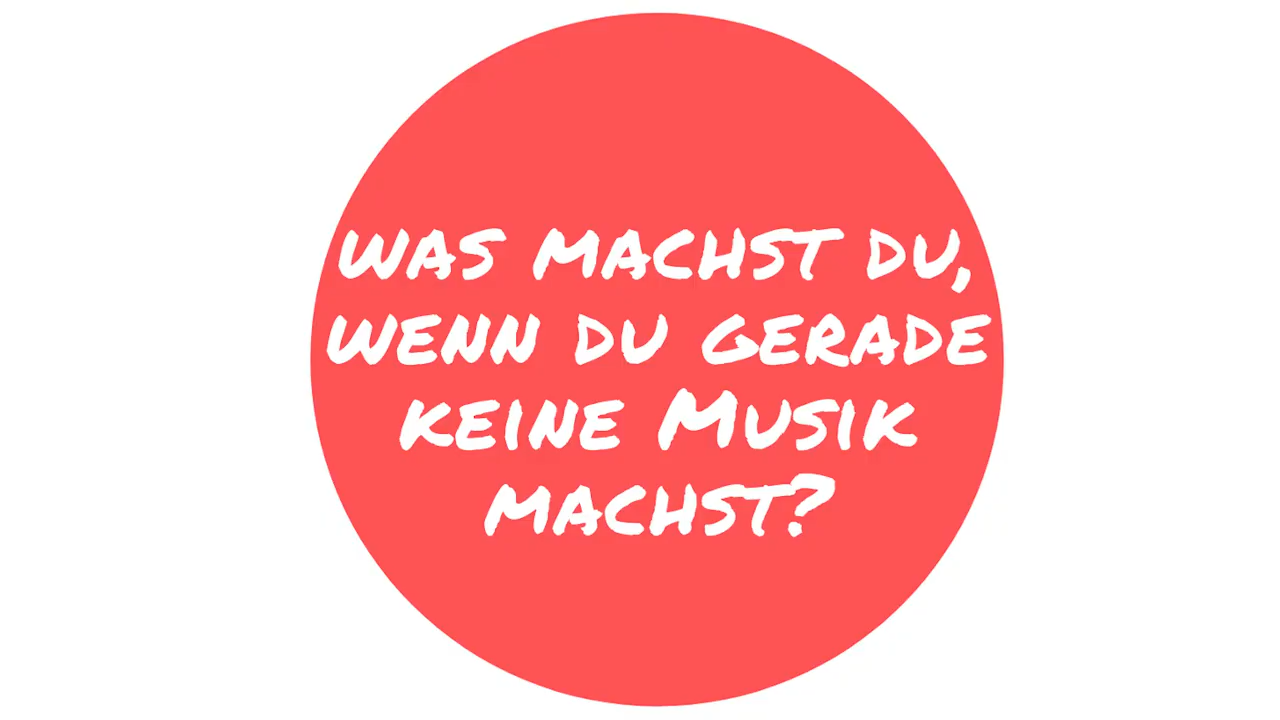 was machst du,
wenn du gerade
keine Musik
machst?